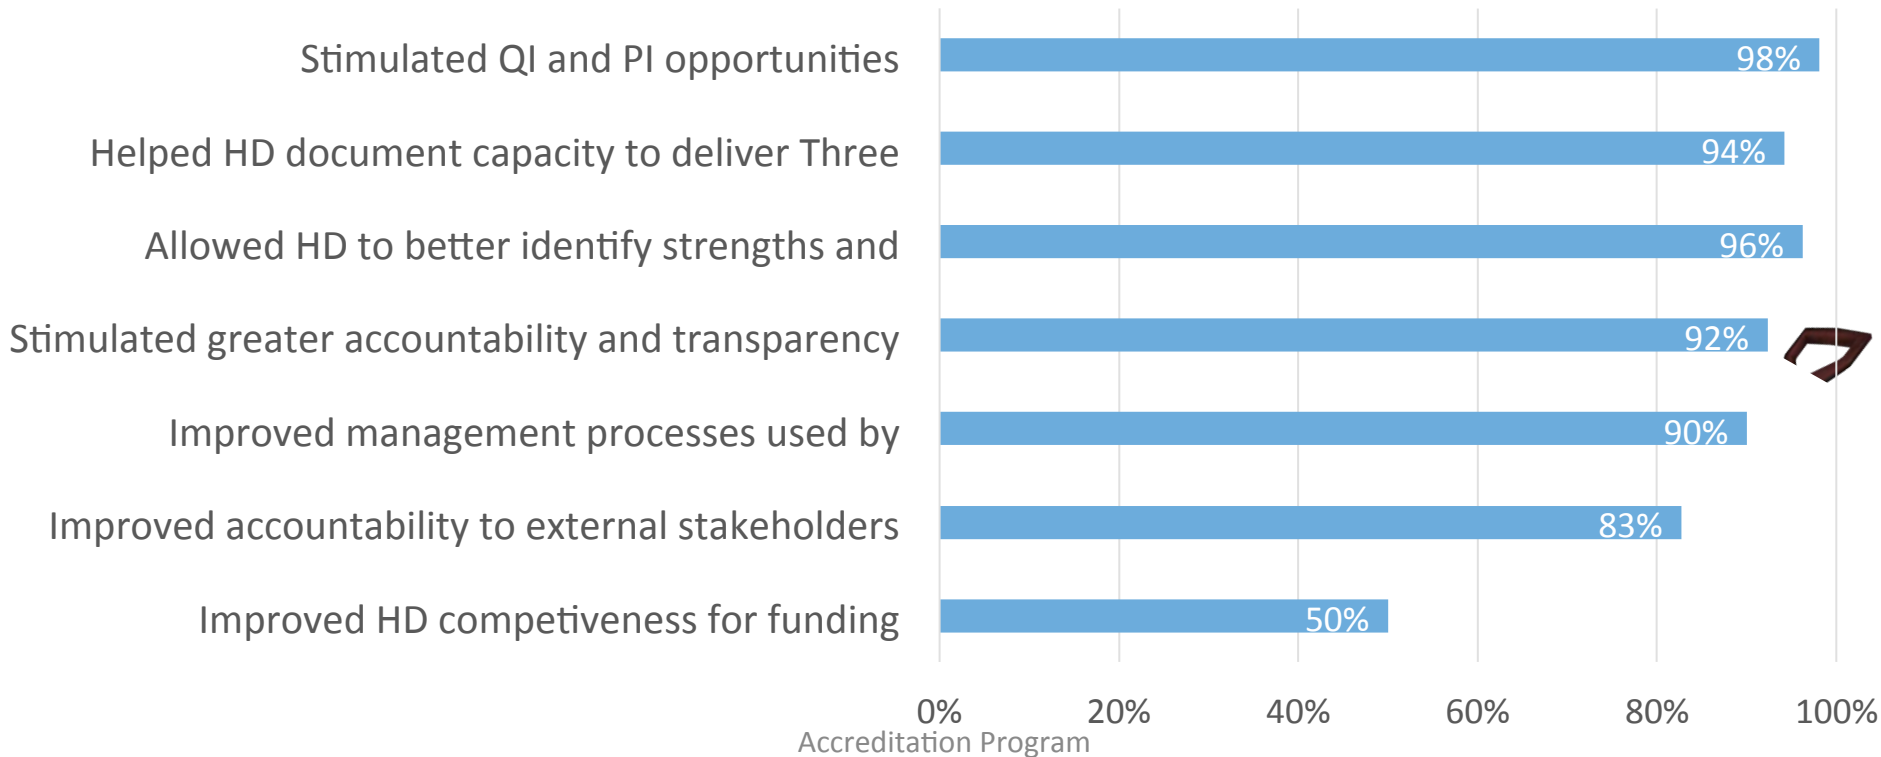 Stimulated QI and PI opportunities 98%
Helped HD document capacity to deliver Three 94%
Allowed HD to better identify strengths and 96%
Stimulated greater accountability and transparency 92%
Improved management processes used by 90%
Improved accountability to external stakeholders 83%
Improved HD competiveness for funding 50%
0% 20% 40% 60% 80% 100%
Accreditation Program